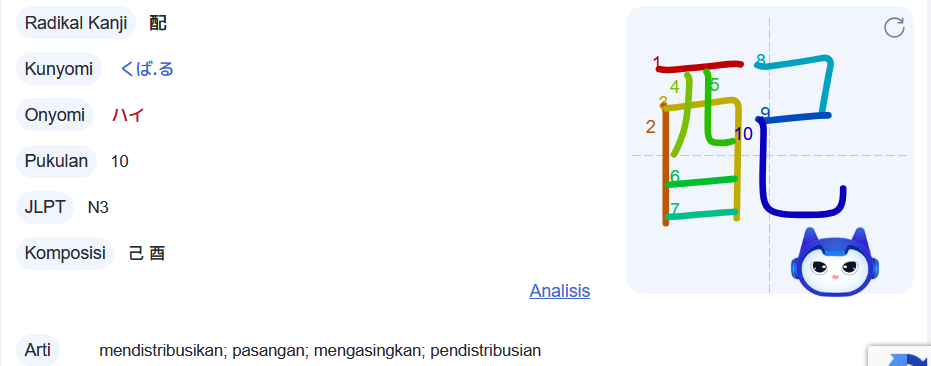 Radikal Kanji 配
Kunyomi くば.る
Onyomi ハイ
Pukulan 10
JLPT N3
Komposisi 己 酉
Analisis
Arti mendistribusikan; pasangan; mengasingkan; pendistribusian
1
8
4
5
3
9
2
10
6
7